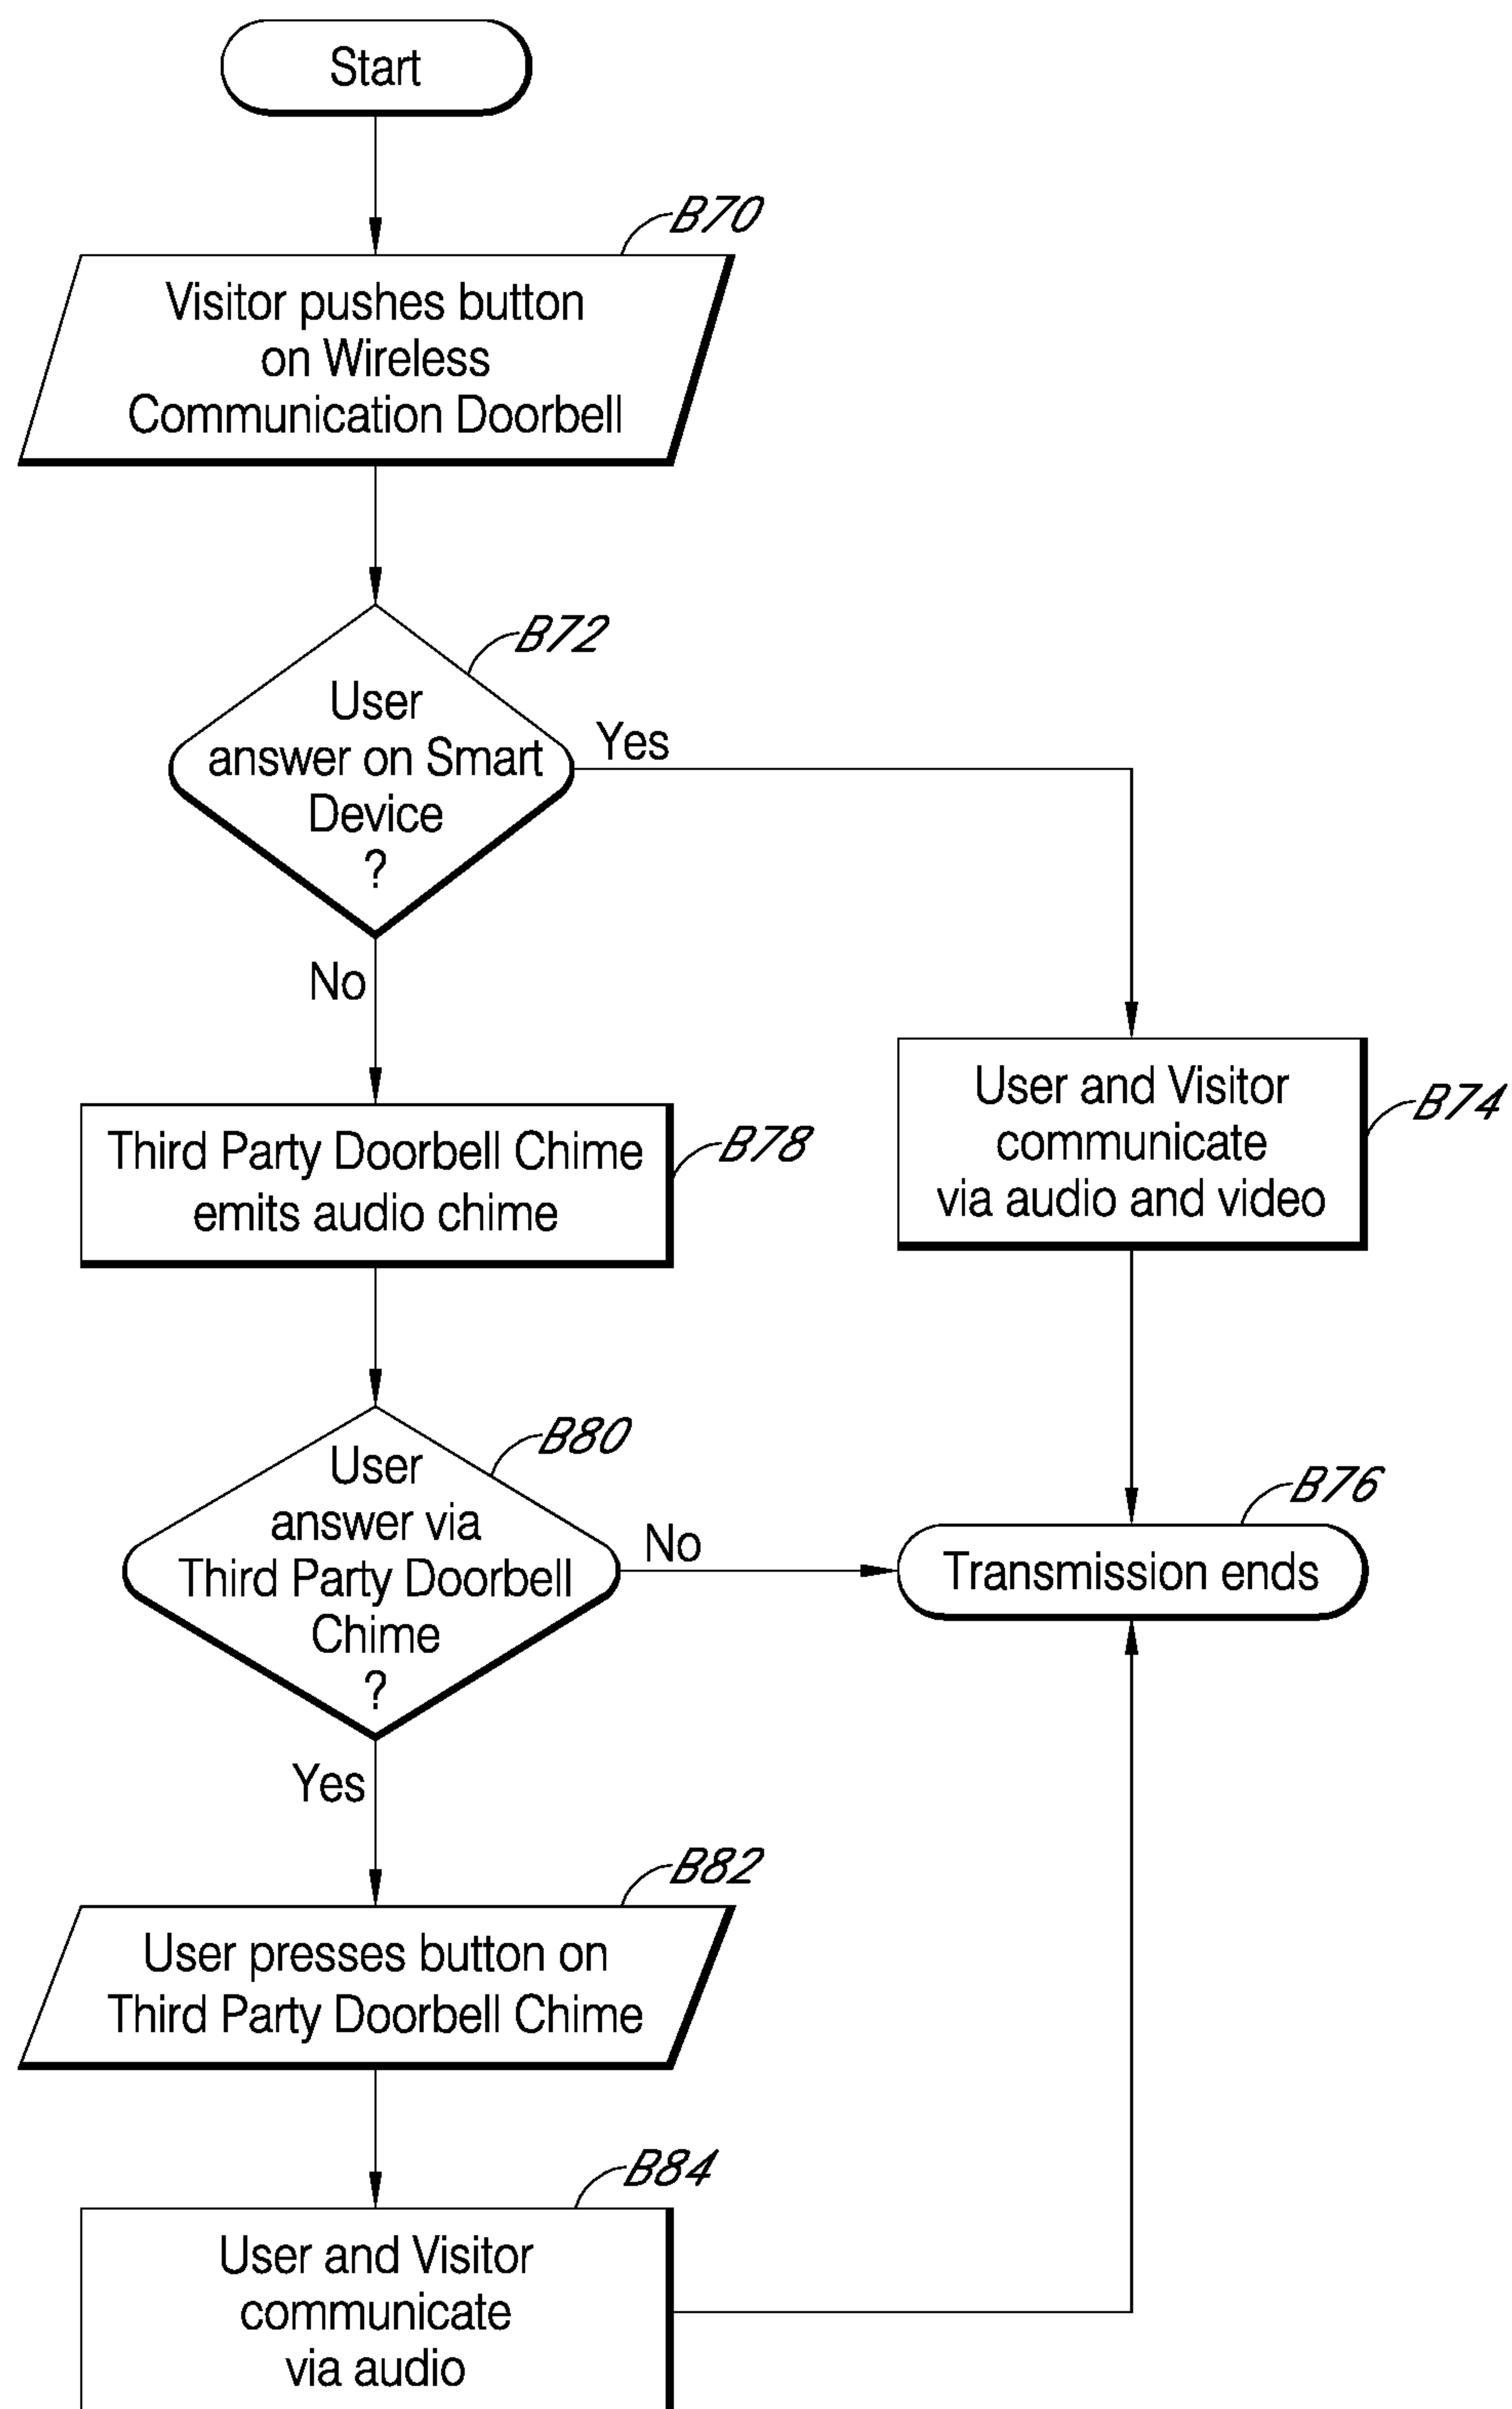 Start
B70
Visitor pushes button
on Wireless
Communication Doorbell
B72
User
answer on Smart
Device
?
Yes
No
Third Party Doorbell Chime
emits audio chime
B78
User and Visitor
communicate
via audio and video
B74
B80
User
answer via
Third Party Doorbell
Chime
?
No
B76
Transmission ends
Yes
B82
User presses button on
Third Party Doorbell Chime
B84
User and Visitor
communicate
via audio